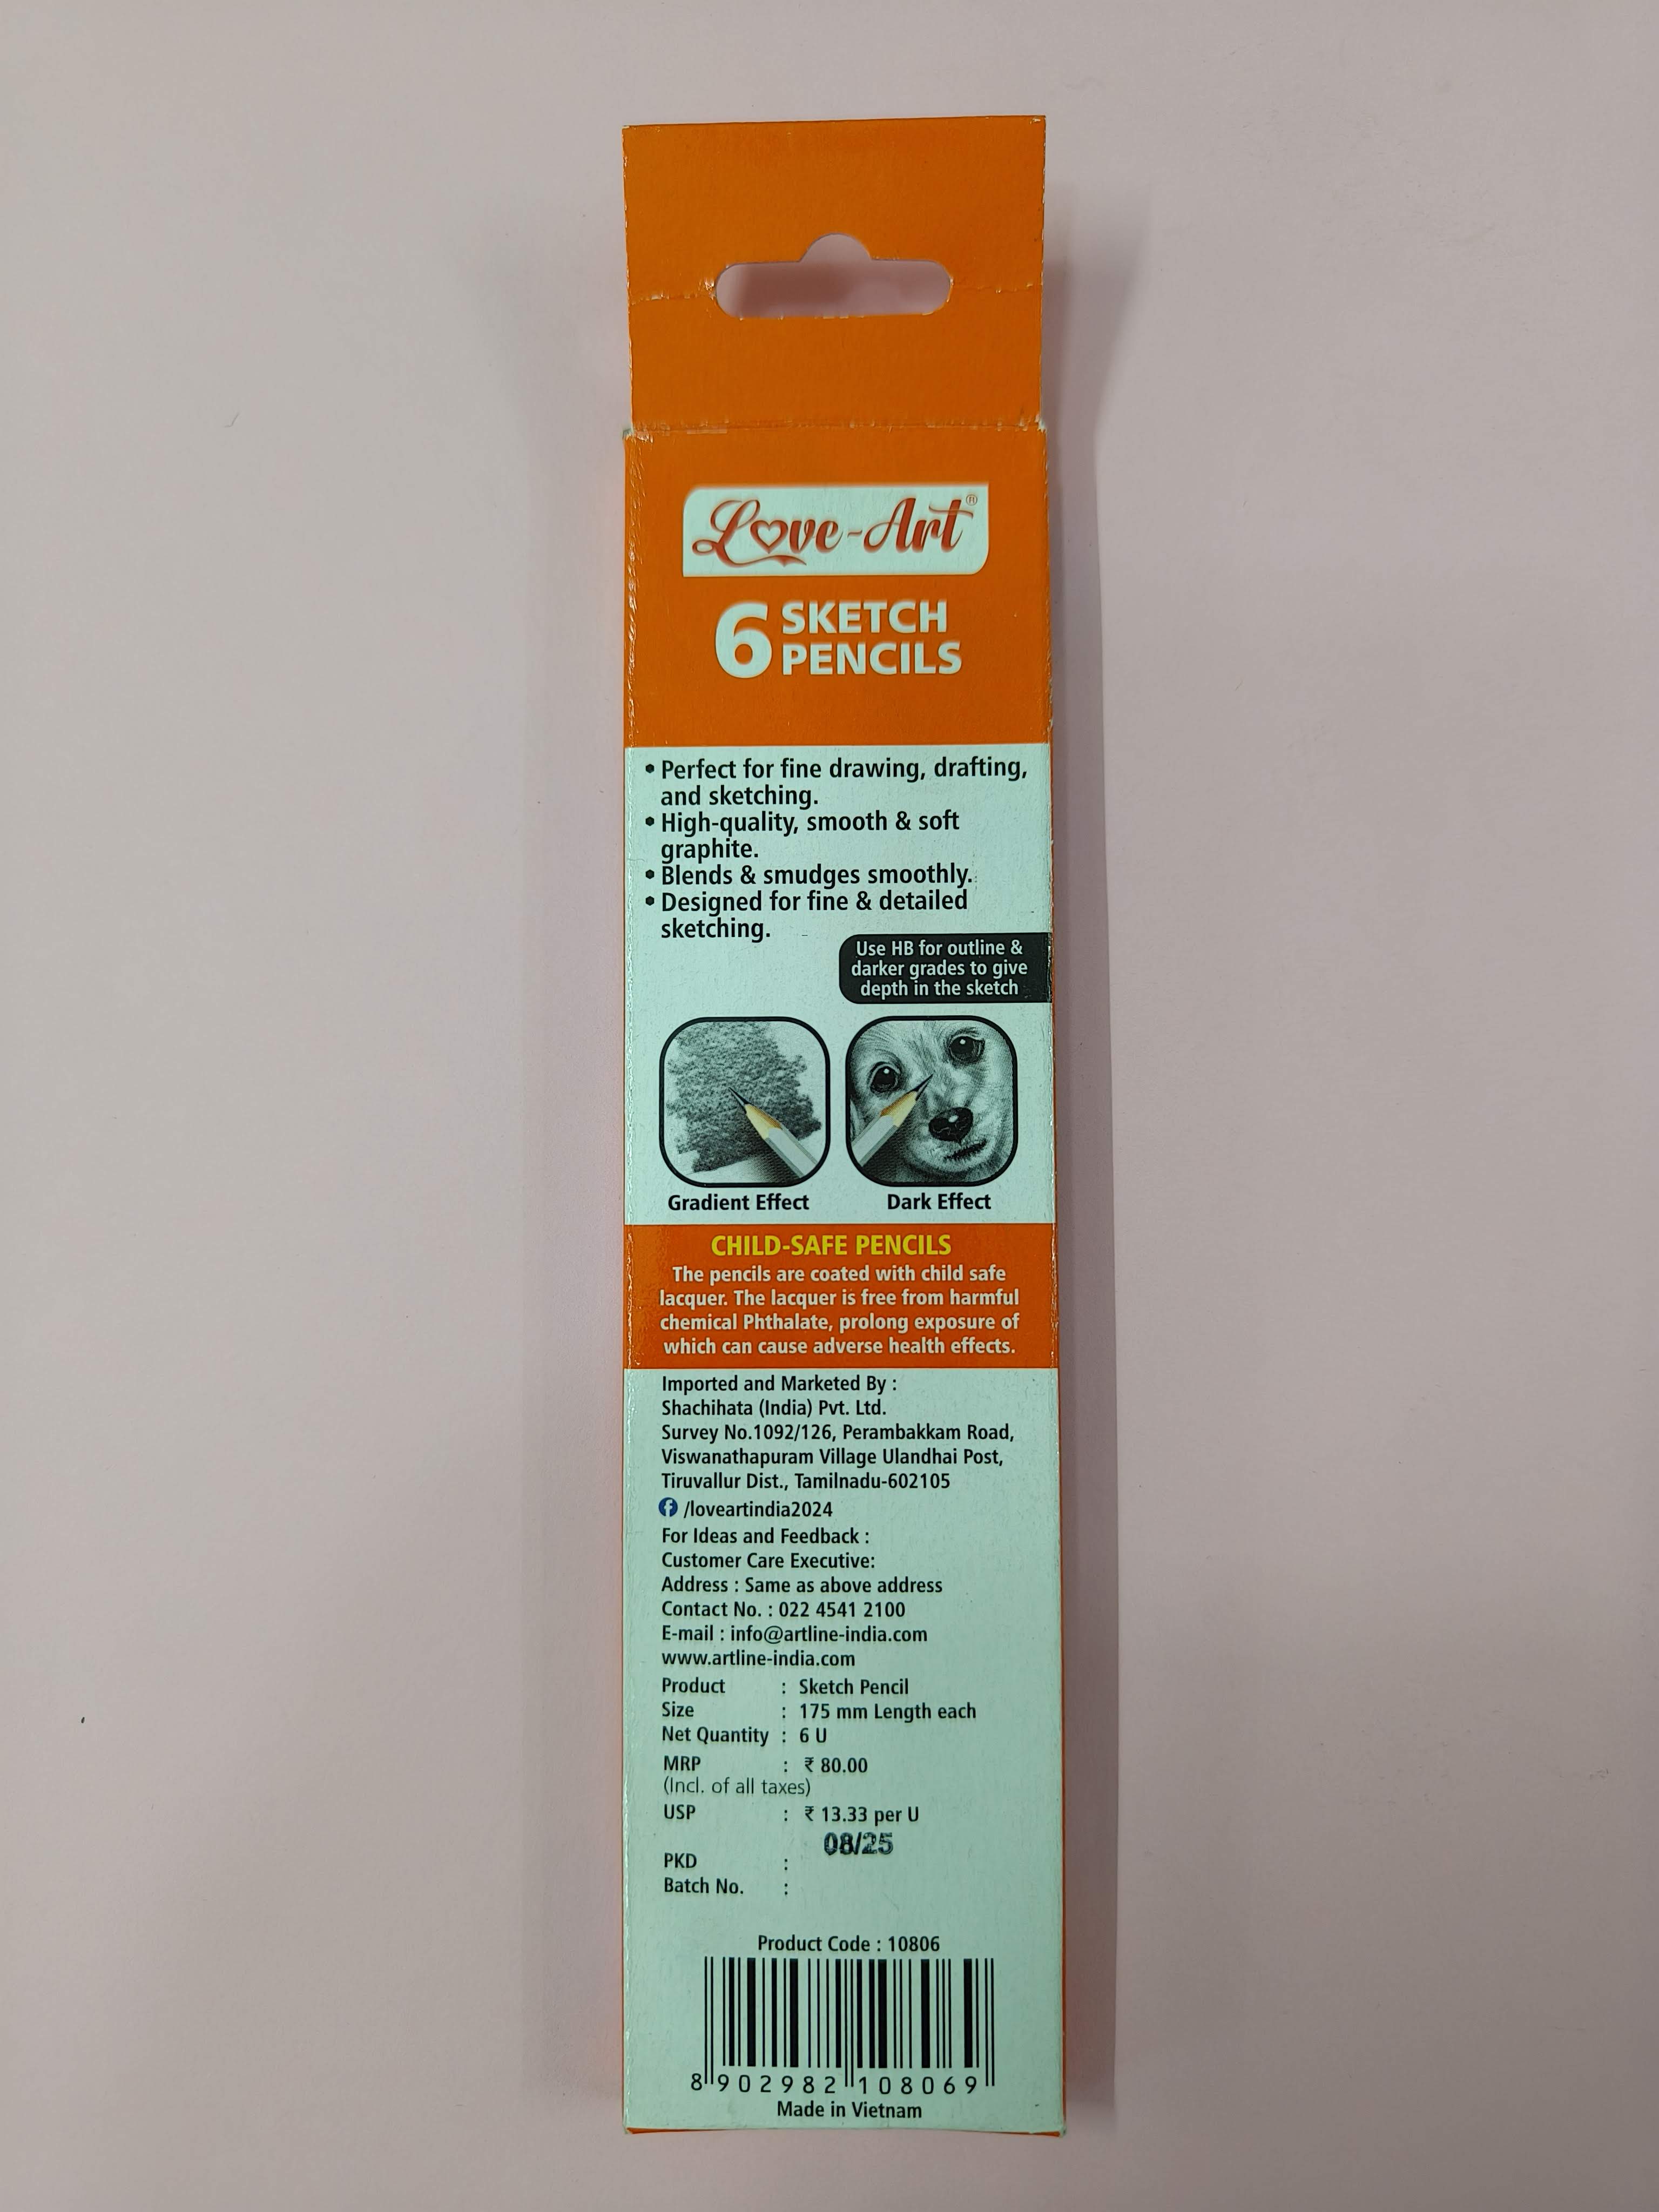 Love-Art®
6 SKETCH
PENCILS
• Perfect for fine drawing, drafting,
and sketching.
• High-quality, smooth & soft
graphite.
• Blends & smudges smoothly.
• Designed for fine & detailed
sketching.
Use HB for outline &
darker grades to give
depth in the sketch
Gradient Effect
Dark Effect
CHILD-SAFE PENCILS
The pencils are coated with child safe
lacquer. The lacquer is free from harmful
chemical Phthalate, prolong exposure of
which can cause adverse health effects.
Imported and Marketed By :
Shachihata (India) Pvt. Ltd.
Survey No.1092/126, Perambakkam Road,
Viswanathapuram Village Ulandhai Post,
Tiruvallur Dist., Tamilnadu-602105
/loveartindia2024
For Ideas and Feedback :
Customer Care Executive:
Address : Same as above address
Contact No. : 022 4541 2100
E-mail : info@artline-india.com
www.artline-india.com
Product : Sketch Pencil
Size : 175 mm Length each
Net Quantity : 6 U
MRP : ₹ 80.00
(Incl. of all taxes)
USP : ₹ 13.33 per U
08/25
PKD :
Batch No. :
Product Code : 10806
8 902982 108069
Made in Vietnam